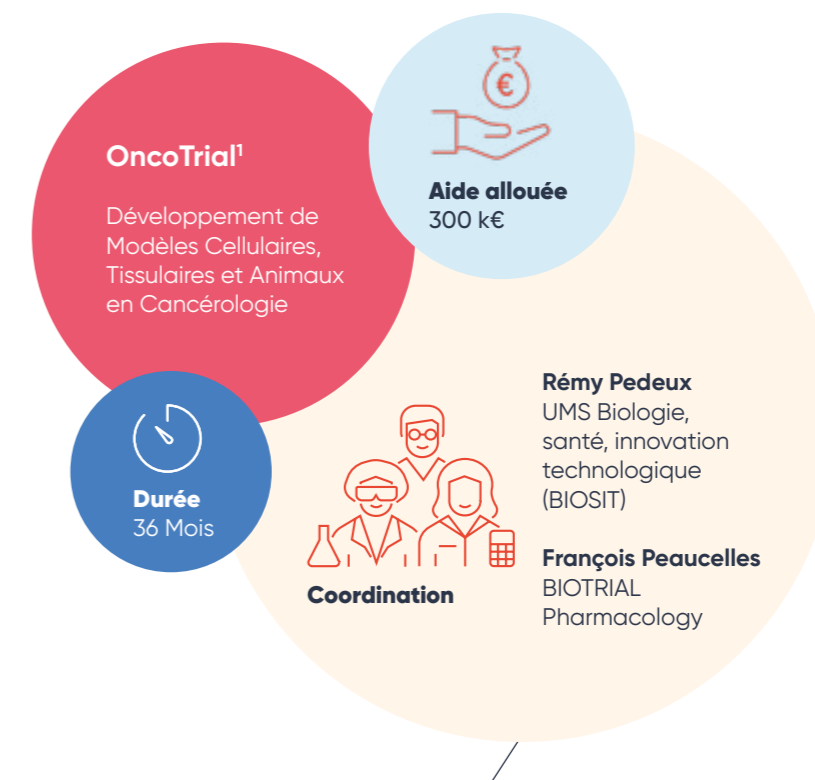 OncoTrial¹
Développement de
Modèles Cellulaires,
Tissulaires et Animaux
en Cancérologie
€
Aide allouée
300 k€
Durée
36 Mois
Coordination
Rémy Pedeux
UMS Biologie,
santé, innovation
technologique
(BIOSIT)
François Peaucelles
BIOTRIAL
Pharmacology